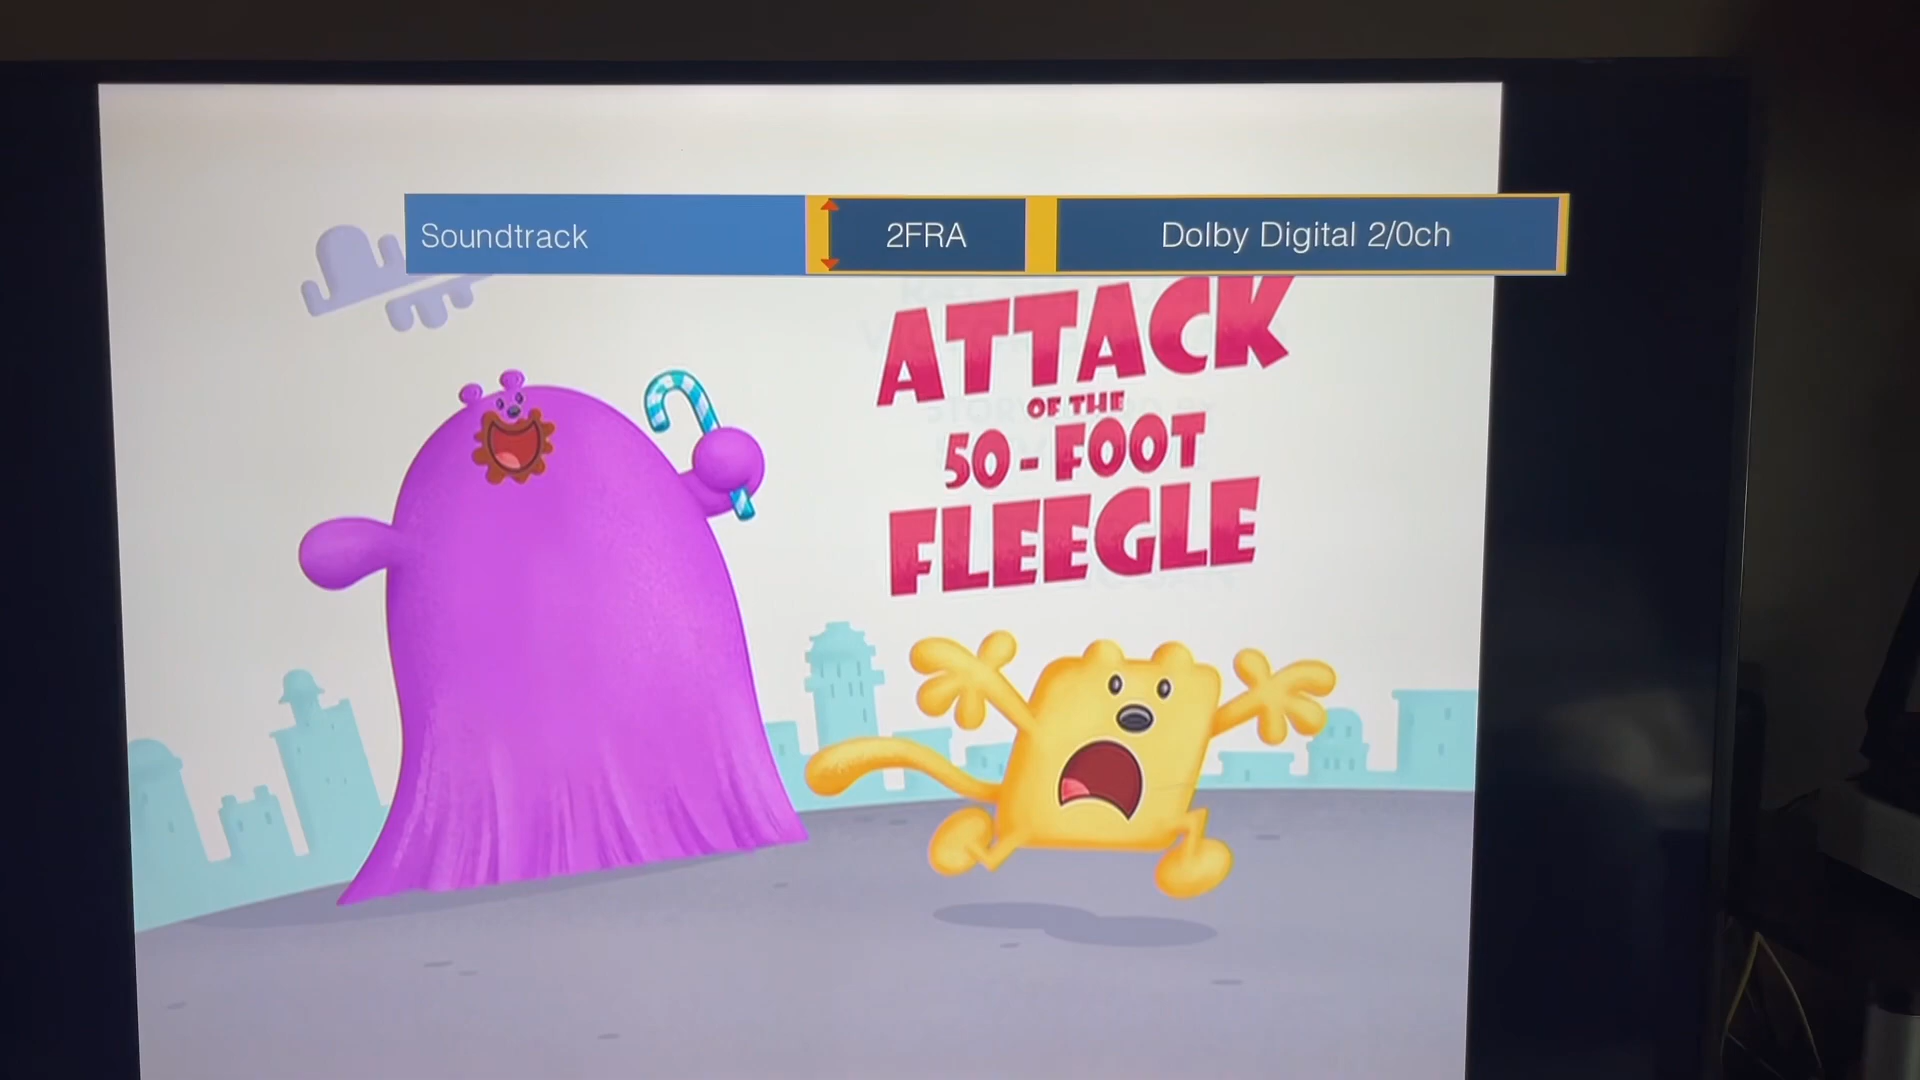 Soundtrack 2FRA Dolby Digital 2/0ch
ATTACK
OF THE
50-FOOT
FLEEGLE